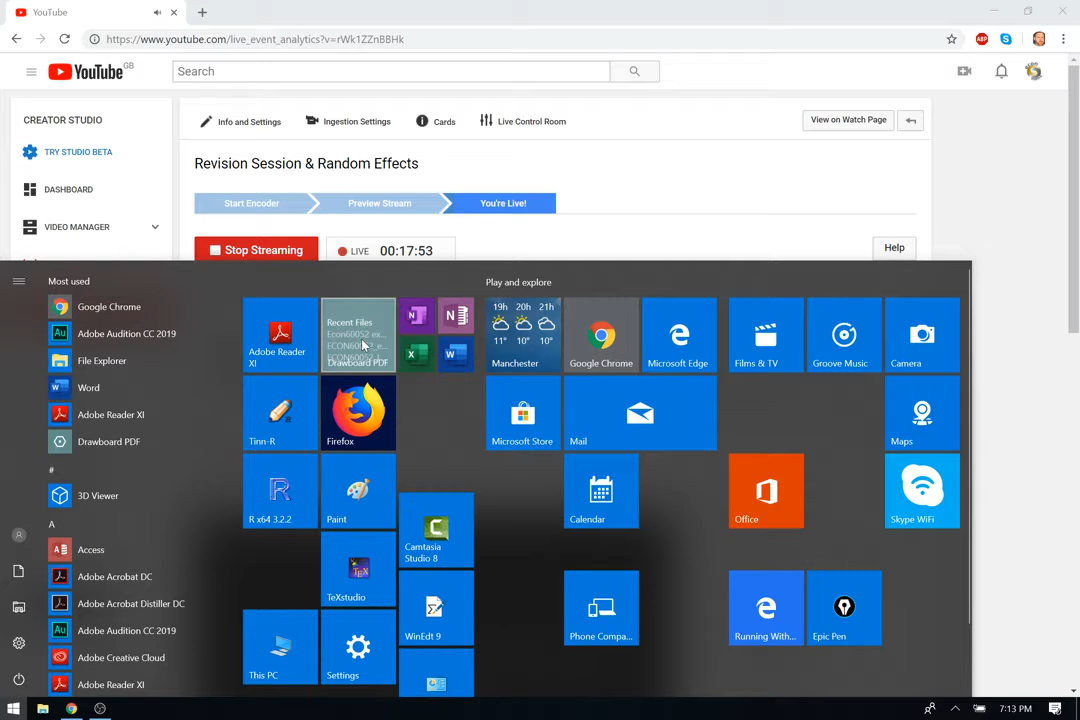 YouTube
https://www.youtube.com/live_event_analytics?v=rWk1ZZnBBHk
ABP
YouTube GB
Search
CREATOR STUDIO
TRY STUDIO BETA
DASHBOARD
VIDEO MANAGER
Info and Settings
Ingestion Settings
Cards
Live Control Room
View on Watch Page
Revision Session & Random Effects
Start Encoder
Preview Stream
You're Live!
Stop Streaming
LIVE 00:17:53
Help
Most used
Google Chrome
Adobe Audition CC 2019
File Explorer
Word
Adobe Reader XI
Drawboard PDF
#
3D Viewer
A
Access
Adobe Acrobat DC
Adobe Acrobat Distiller DC
Adobe Audition CC 2019
Adobe Creative Cloud
Adobe Reader XI
Adobe Reader
XI
Recent Files
Econ60052 ex...
Drawboard PDF
Tinn-R
Firefox
R x64 3.2.2
Paint
Camtasia
Studio 8
TeXstudio
WinEdt 9
This PC
Settings
Play and explore
19h 20h 21h
11° 10° 10°
Manchester
Google Chrome
Microsoft Edge
Films & TV
Groove Music
Camera
Microsoft Store
Mail
Maps
Calendar
Office
Skype WiFi
Phone Compa...
Running With...
Epic Pen
7:13 PM